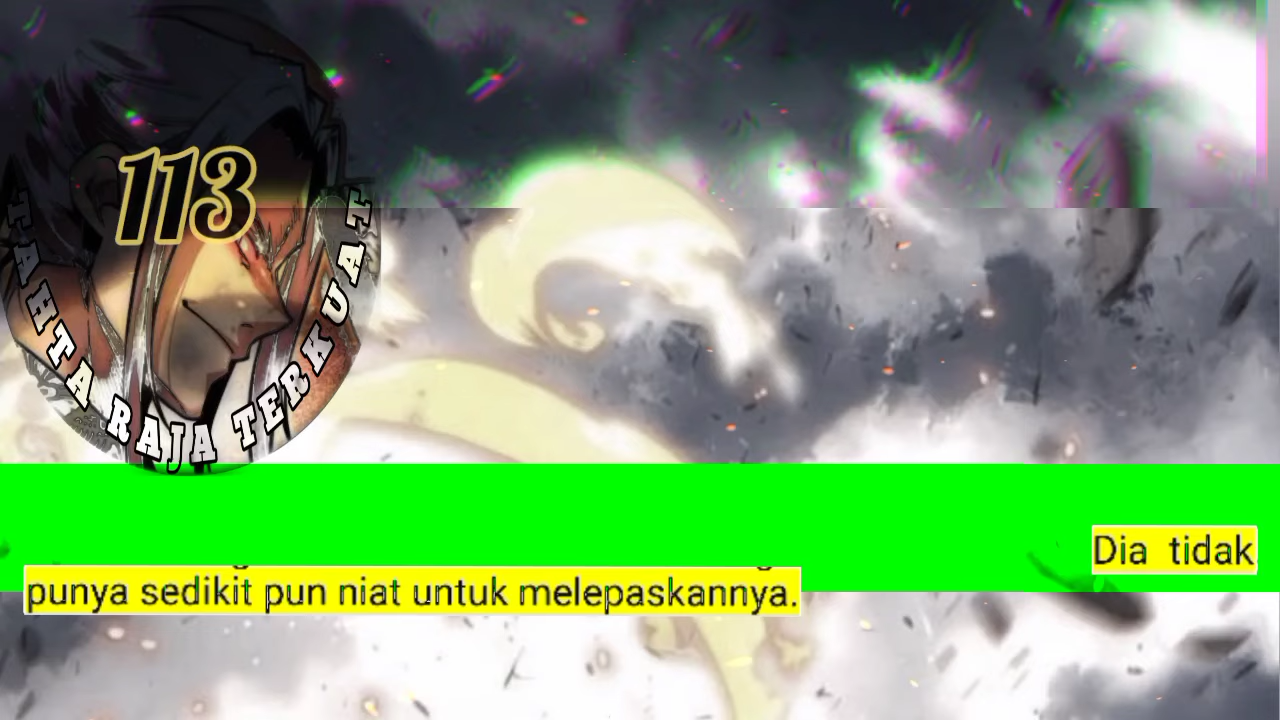 113
TAHTA RAJA TERKUAT
Dia tidak
punya sedikit pun niat untuk melepaskannya.